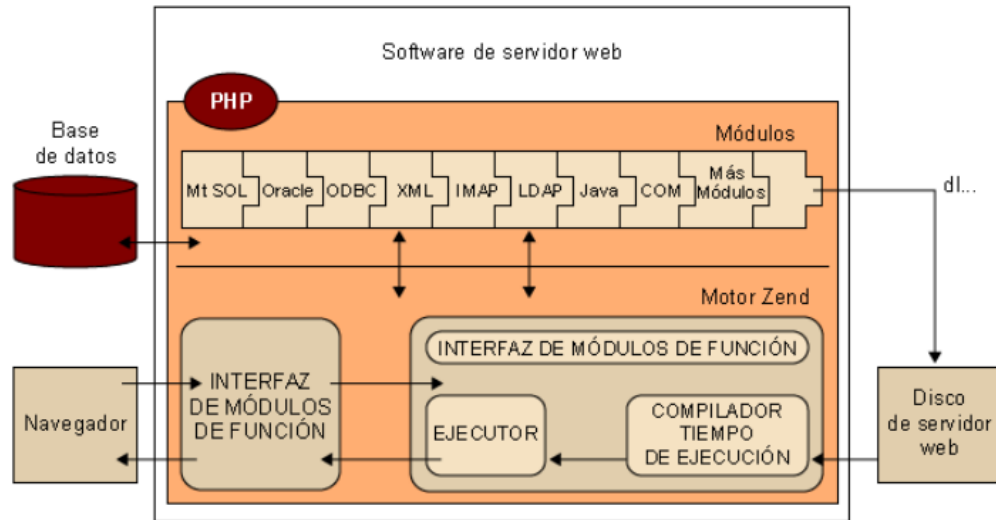 Software de servidor web
PHP
Módulos
Base
de datos
Mt SOL
Oracle
ODBC
XML
IMAP
LDAP
Java
COM
Más
Módulos
dl...
Motor Zend
INTERFAZ DE MÓDULOS DE FUNCIÓN
Navegador
INTERFAZ
DE MÓDULOS
DE FUNCIÓN
EJECUTOR
COMPILADOR
TIEMPO
DE EJECUCIÓN
Disco
de servidor
web